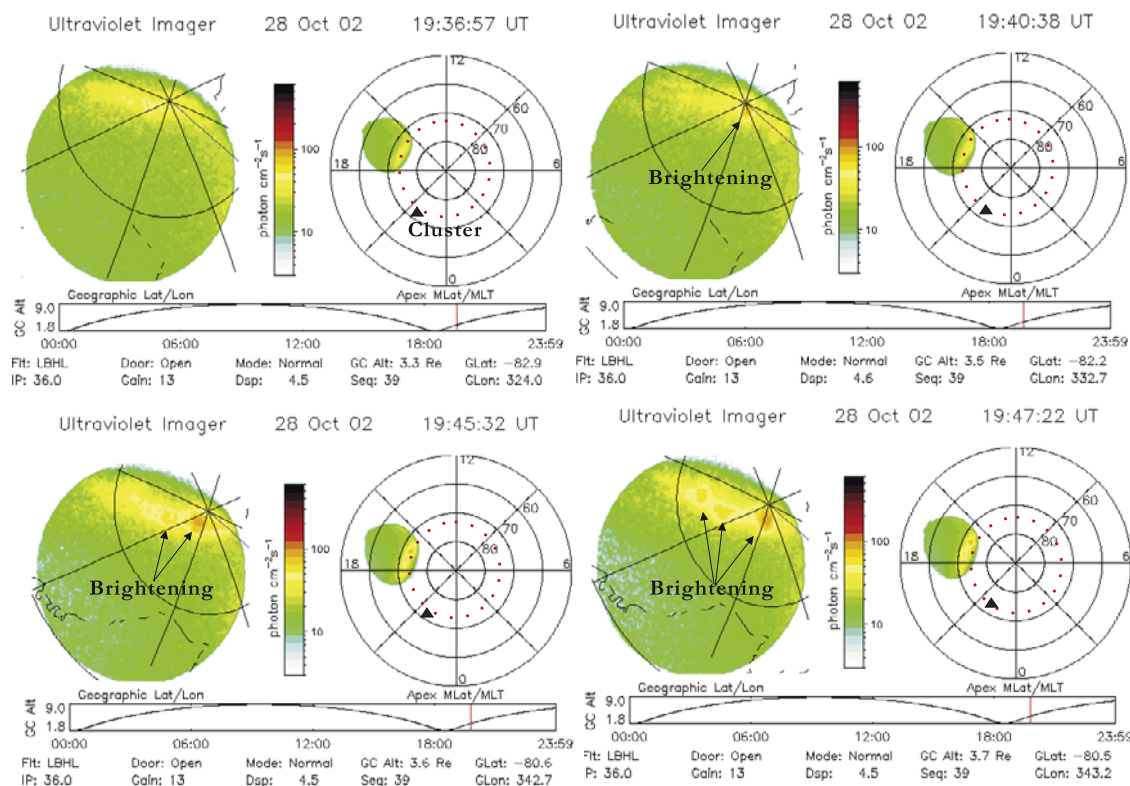 Ultraviolet Imager 28 Oct 02 19:36:57 UT
12
60
70
80
18
6
0
100
10
photon cm⁻²s⁻¹
Cluster
Geographic Lat/Lon Apex MLat/MLT
GC Alt
9.0
1.8
00:00 06:00 12:00 18:00 23:59
Flt: LBHL Door: Open Mode: Normal GC Alt: 3.3 Re GLat: −82.9
IP: 36.0 Gain: 13 Dsp: 4.5 Seq: 39 GLon: 324.0
Ultraviolet Imager 28 Oct 02 19:40:38 UT
12
60
70
80
18
6
0
100
10
photon cm⁻²s⁻¹
Brightening
Geographic Lat/Lon Apex MLat/MLT
GC Alt
9.0
1.8
00:00 06:00 12:00 18:00 23:59
Flt: LBHL Door: Open Mode: Normal GC Alt: 3.5 Re GLat: −82.2
IP: 36.0 Gain: 13 Dsp: 4.6 Seq: 39 GLon: 332.7
Ultraviolet Imager 28 Oct 02 19:45:32 UT
12
60
70
80
18
6
0
100
10
photon cm⁻²s⁻¹
Brightening
Geographic Lat/Lon Apex MLat/MLT
GC Alt
9.0
1.8
00:00 06:00 12:00 18:00 23:59
Flt: LBHL Door: Open Mode: Normal GC Alt: 3.6 Re GLat: −80.6
IP: 36.0 Gain: 13 Dsp: 4.5 Seq: 39 GLon: 342.7
Ultraviolet Imager 28 Oct 02 19:47:22 UT
12
60
70
80
18
6
0
100
10
photon cm⁻²s⁻¹
Brightening
Geographic Lat/Lon Apex MLat/MLT
GC Alt
9.0
1.8
00:00 06:00 12:00 18:00 23:59
Flt: LBHL Door: Open Mode: Normal GC Alt: 3.7 Re GLat: −80.5
P: 36.0 Gain: 13 Dsp: 4.5 Seq: 39 GLon: 343.2